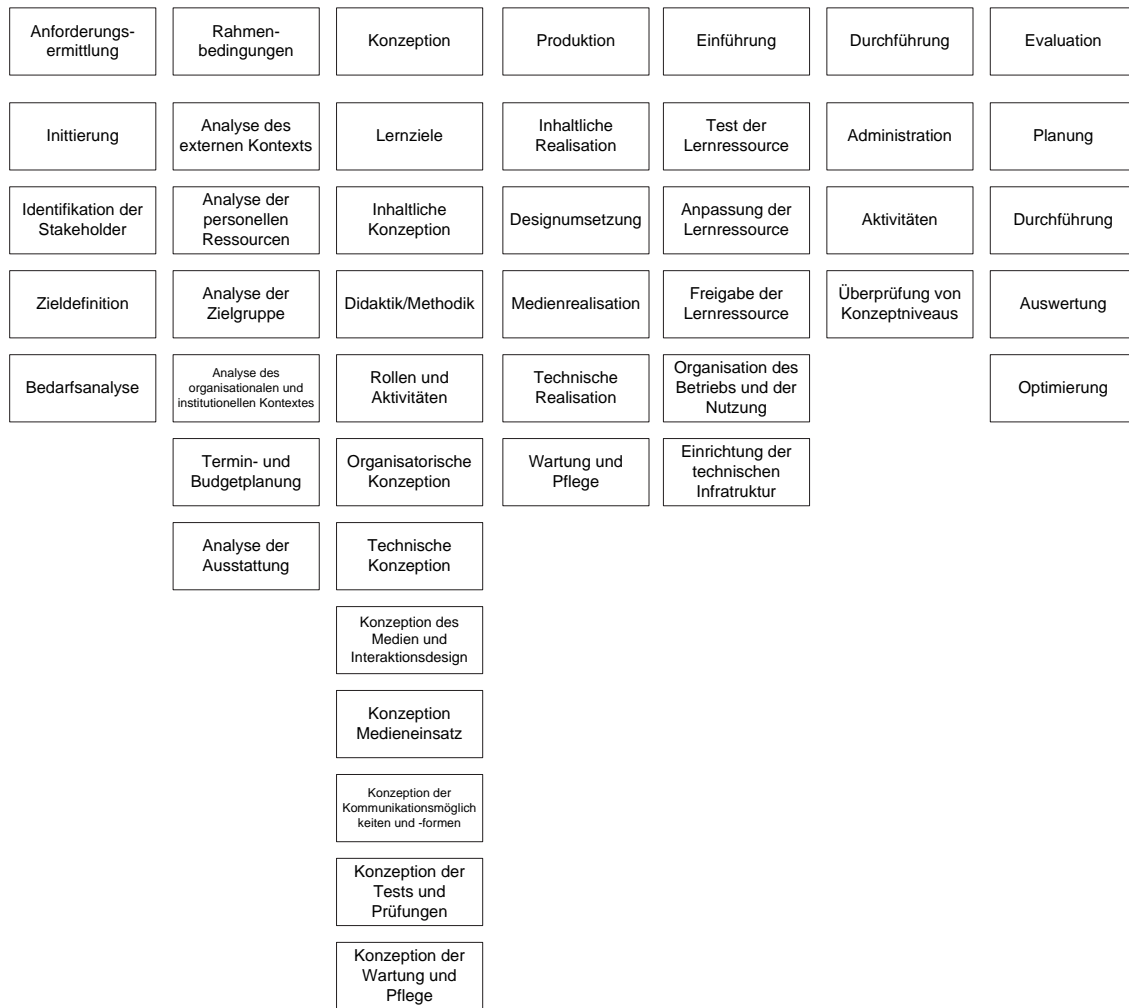 Anforderungs-
ermittlung
Rahmen-
bedingungen
Konzeption
Produktion
Einführung
Durchführung
Evaluation
Inittierung
Analyse des
externen Kontexts
Lernziele
Inhaltliche
Realisation
Test der
Lernressource
Administration
Planung
Identifikation der
Stakeholder
Analyse der
personellen
Ressourcen
Inhaltliche
Konzeption
Designumsetzung
Anpassung der
Lernressource
Aktivitäten
Durchführung
Zieldefinition
Analyse der
Zielgruppe
Didaktik/Methodik
Medienrealisation
Freigabe der
Lernressource
Überprüfung von
Konzeptniveaus
Auswertung
Bedarfsanalyse
Analyse des
organisationalen und
institutionellen Kontextes
Rollen und
Aktivitäten
Technische
Realisation
Organisation des
Betriebs und der
Nutzung
Optimierung
Termin- und
Budgetplanung
Organisatorische
Konzeption
Wartung und
Pflege
Einrichtung der
technischen
Infratruktur
Analyse der
Ausstattung
Technische
Konzeption
Konzeption des
Medien und
Interaktionsdesign
Konzeption
Medieneinsatz
Konzeption der
Kommunikationsmöglich
keiten und -formen
Konzeption der
Tests und
Prüfungen
Konzeption der
Wartung und
Pflege